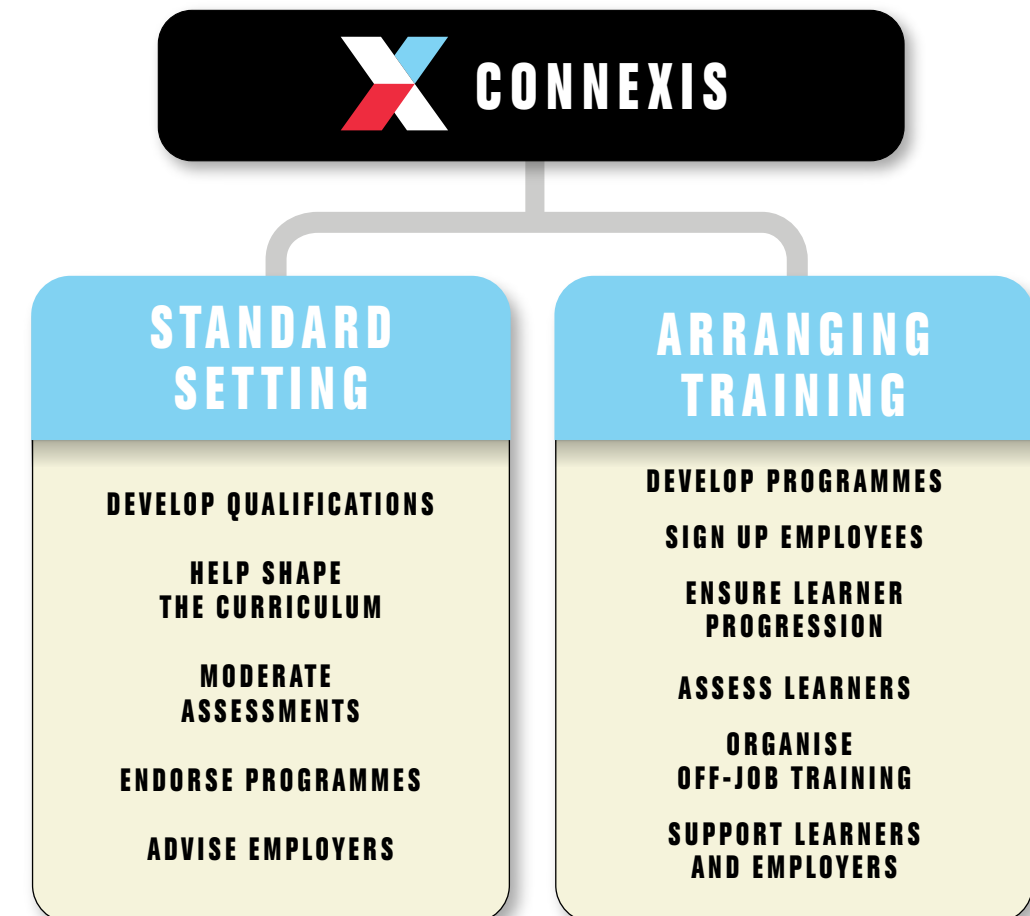 CONNEXIS
STANDARD
SETTING
DEVELOP QUALIFICATIONS
HELP SHAPE
THE CURRICULUM
MODERATE
ASSESSMENTS
ENDORSE PROGRAMMES
ADVISE EMPLOYERS
ARRANGING
TRAINING
DEVELOP PROGRAMMES
SIGN UP EMPLOYEES
ENSURE LEARNER
PROGRESSION
ASSESS LEARNERS
ORGANISE
OFF-JOB TRAINING
SUPPORT LEARNERS
AND EMPLOYERS